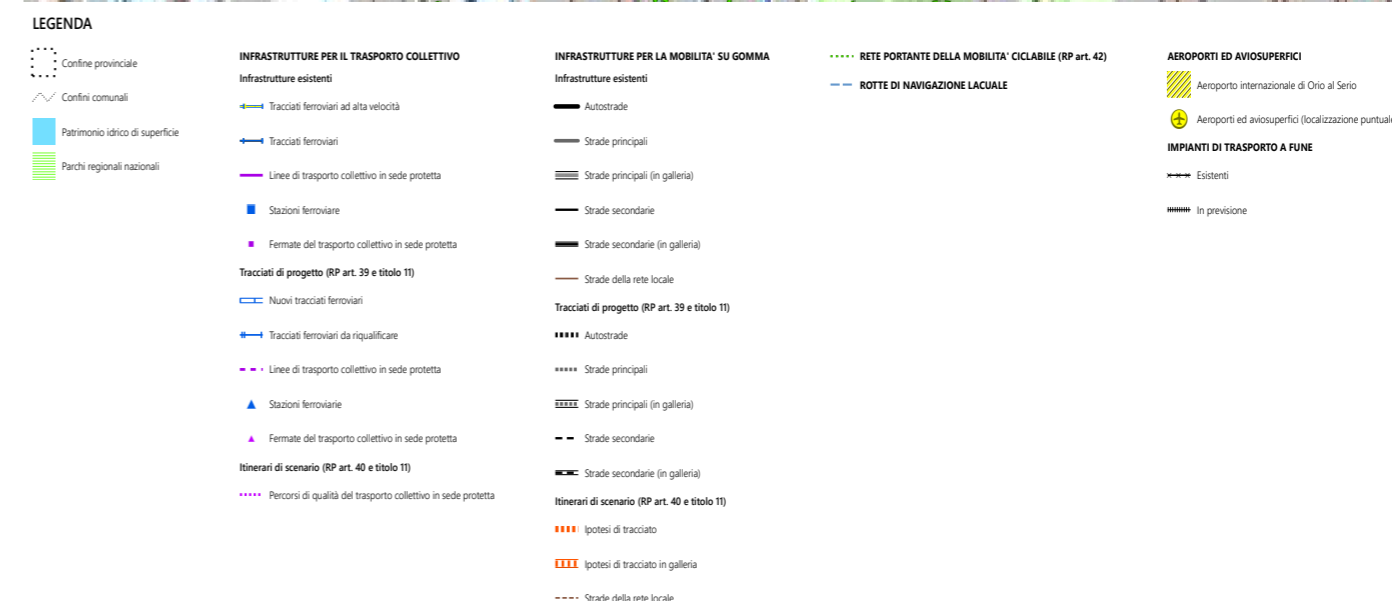 LEGENDA
Confine provinciale
Confini comunali
Patrimonio idrico di superficie
Parchi regionali nazionali
INFRASTRUTTURE PER IL TRASPORTO COLLETTIVO
Infrastrutture esistenti
Tracciati ferroviari ad alta velocità
Tracciati ferroviari
Linee di trasporto collettivo in sede protetta
Stazioni ferroviare
Fermate del trasporto collettivo in sede protetta
Tracciati di progetto (RP art. 39 e titolo 11)
Nuovi tracciati ferroviari
Tracciati ferroviari da riqualificare
Linee di trasporto collettivo in sede protetta
Stazioni ferroviarie
Fermate del trasporto collettivo in sede protetta
Itinerari di scenario (RP art. 40 e titolo 11)
Percorsi di qualità del trasporto collettivo in sede protetta
INFRASTRUTTURE PER LA MOBILITA' SU GOMMA
Infrastrutture esistenti
Autostrade
Strade principali
Strade principali (in galleria)
Strade secondarie
Strade secondarie (in galleria)
Strade della rete locale
Tracciati di progetto (RP art. 39 e titolo 11)
Autostrade
Strade principali
Strade principali (in galleria)
Strade secondarie
Strade secondarie (in galleria)
Itinerari di scenario (RP art. 40 e titolo 11)
Ipotesi di tracciato
Ipotesi di tracciato in galleria
Strade della rete locale
RETE PORTANTE DELLA MOBILITA' CICLABILE (RP art. 42)
ROTTE DI NAVIGAZIONE LACUALE
AEROPORTI ED AVIOSUPERFICI
Aeroporto internazionale di Orio al Serio
Aeroporti ed aviosuperfici (localizzazione puntuale
IMPIANTI DI TRASPORTO A FUNE
Esistenti
In previsione